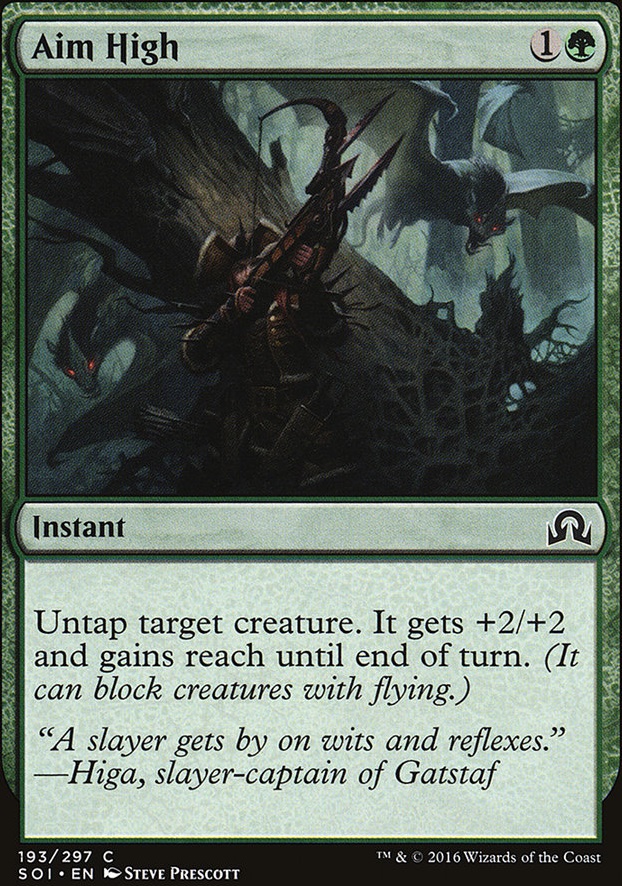 Aim High 1
Instant
Untap target creature. It gets +2/+2
and gains reach until end of turn. (It
can block creatures with flying.)
“A slayer gets by on wits and reflexes.”
—Higa, slayer-captain of Gatstaf
193/297 C
SOI • EN Steve Prescott
™ & © 2016 Wizards of the Coast